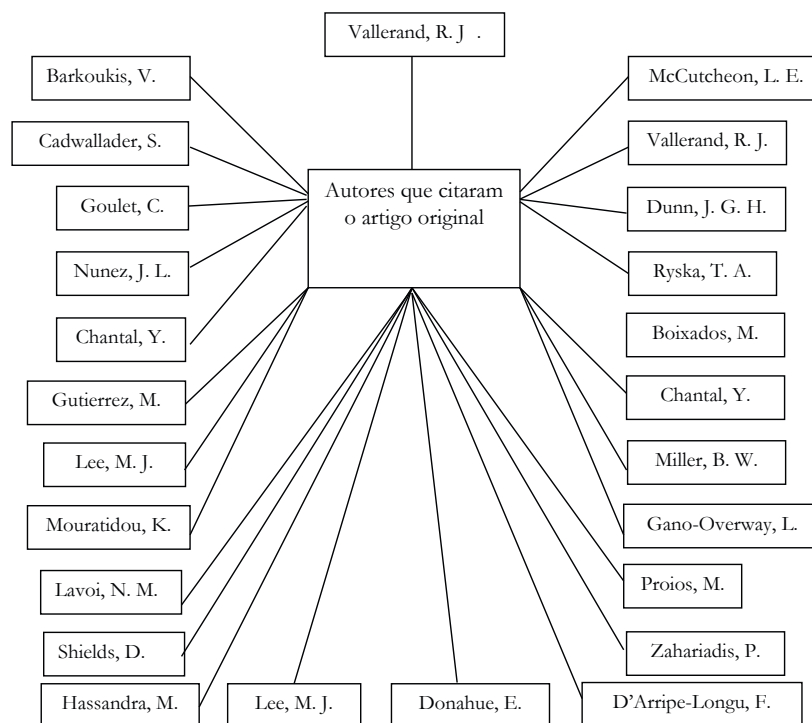 Vallerand, R. J .
Barkoukis, V.
McCutcheon, L. E.
Cadwallader, S.
Vallerand, R. J.
Autores que citaram
o artigo original
Goulet, C.
Dunn, J. G. H.
Nunez, J. L.
Ryska, T. A.
Chantal, Y.
Boixados, M.
Gutierrez, M.
Chantal, Y.
Lee, M. J.
Miller, B. W.
Mouratidou, K.
Gano-Overway, L.
Lavoi, N. M.
Proios, M.
Shields, D.
Zahariadis, P.
Hassandra, M.
Lee, M. J.
Donahue, E.
D'Arripe-Longu, F.